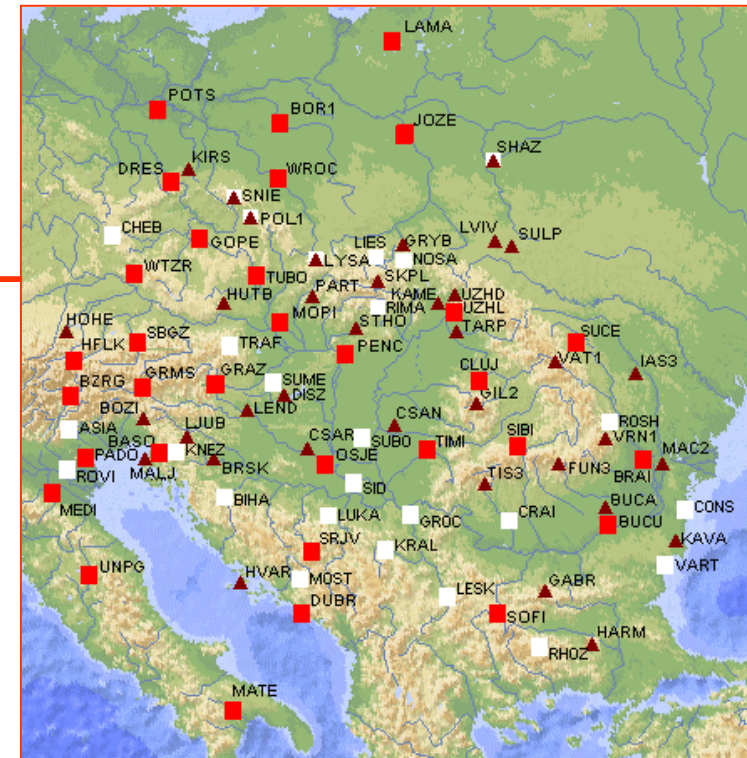 LAMA
POTS
BOR1
JOZE
SHAZ
KIRS
DRES
WROC
SNIE
POL1
CHEB
GOPE
LIES
GRYB
LVIV
SULP
LYSA
NOSA
WTZR
TUBO
SKPL
HUTB
PART
KAME
UZHD
RIMA
UZHL
MOPI
HOHE
SBGZ
TRAF
STHO
TARP
SUCE
HFLK
PENC
VAT1
IAS3
BZRG
GRMS
GRAZ
SUME
CLUJ
DISZ
GIL2
BOZI
LEND
ASIA
LJUB
CSAN
ROSH
BASO
KNEZ
CSAR
SUBO
SIBI
VRN1
PADO
OSJE
TIMI
MAC2
ROVI
MALJ
BRSK
FUN3
BRAI
TIS3
SID
MEDI
BIHA
BUCA
CONS
LUKA
GROC
CRAI
BUCU
SRJV
KRAL
KAVA
UNPG
HVAR
MOST
VART
LESK
GABR
DUBR
SOFI
HARM
RHOZ
MATE